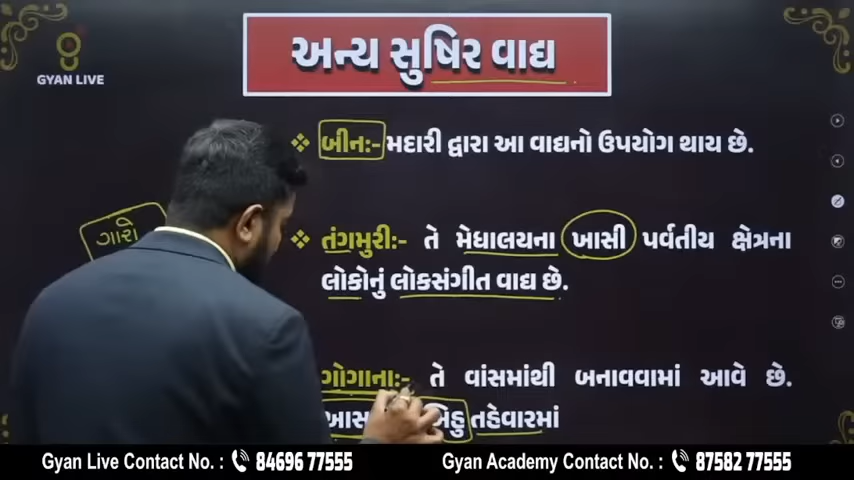 અન્ય સુષિર વાદ્ય
GYAN LIVE
❖ બીન:- મદારી દ્વારા આ વાદ્યનો ઉપયોગ થાય છે.
ગારો
❖ તંગમુરી:- તે મેઘાલયના ખાસી પર્વતીય ક્ષેત્રના
લોકોનું લોકસંગીત વાદ્ય છે.
ગોગાના:- તે વાંસમાંથી બનાવવામાં આવે છે.
તહેવારમાં
Gyan Live Contact No. : 84696 77555
Gyan Academy Contact No. : 87582 77555